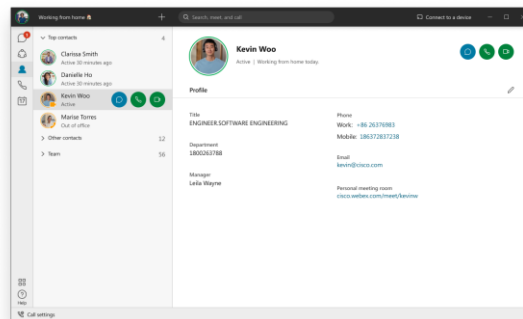 Working from home
Search, meet, and call
Connect to a device
Top contacts 4
Clarissa Smith
Active 30 minutes ago
Danielle Ho
Active 30 minutes ago
Kevin Woo
Active
Marise Torres
Out of office
Other contacts 12
Team 56
Help
Call settings
Kevin Woo
Active | Working from home today.
Profile
Title
ENGINEER.SOFTWARE ENGINEERING
Department
1800263788
Manager
Leila Wayne
Phone
Work: +86 26376983
Mobile: 186372837238
Email
kevin@cisco.com
Personal meeting room
cisco.webex.com/meet/kevinw